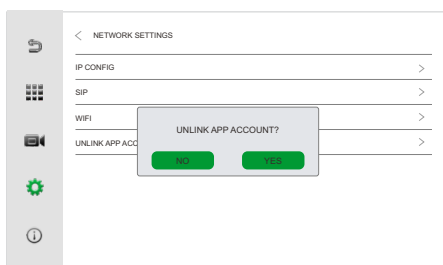 NETWORK SETTINGS
IP CONFIG
SIP
WIFI
UNLINK APP ACC
UNLINK APP ACCOUNT?
NO YES